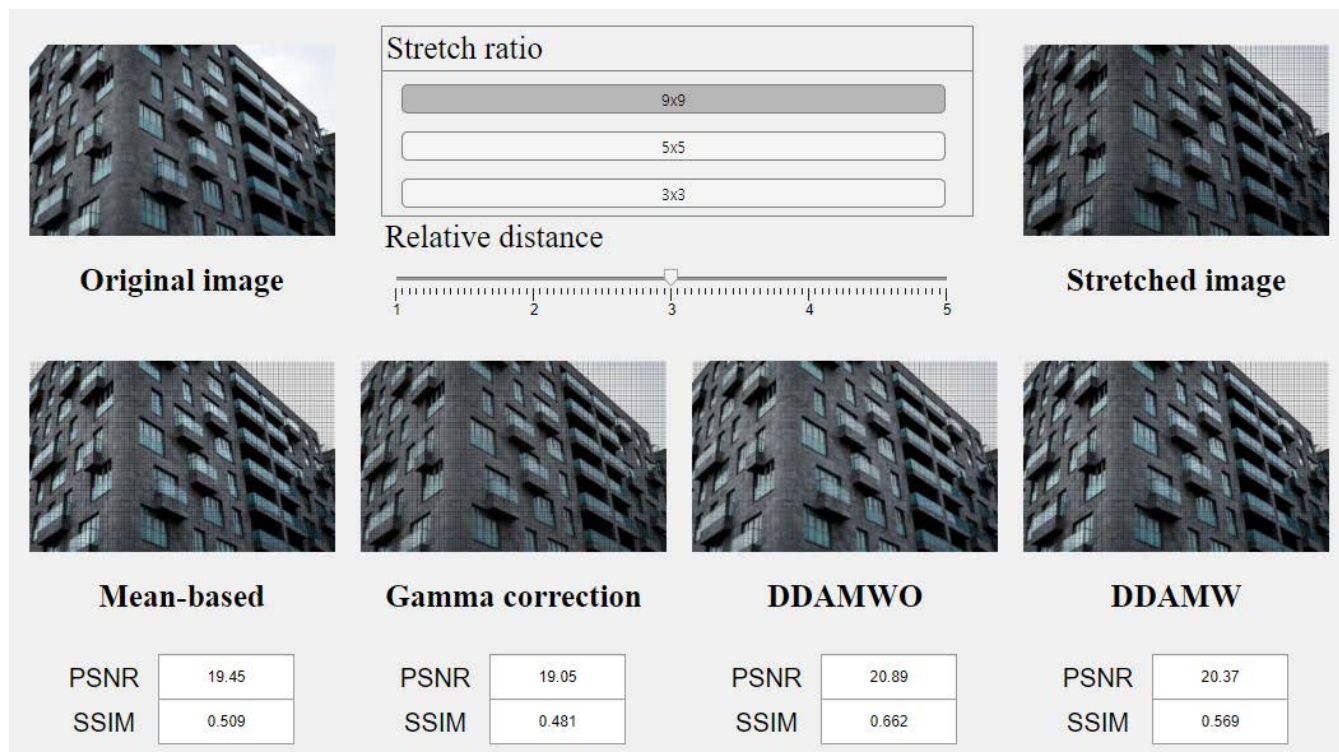 Stretch ratio
9x9
5x5
3x3
Relative distance
1 2 3 4 5
Original image
Stretched image
Mean-based
Gamma correction
DDAMWO
DDAMW
PSNR 19.45
SSIM 0.509
PSNR 19.05
SSIM 0.481
PSNR 20.89
SSIM 0.662
PSNR 20.37
SSIM 0.569